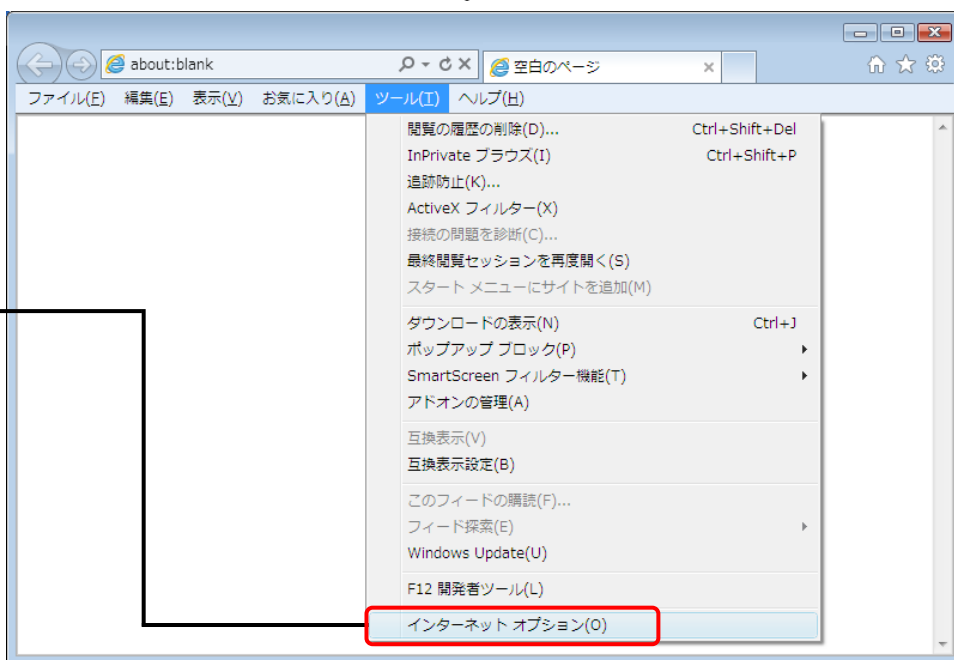 about:blank
空白のページ
ファイル(F) 編集(E) 表示(V) お気に入り(A) ツール(T) ヘルプ(H)
閲覧の履歴の削除(D)... Ctrl+Shift+Del
InPrivate ブラウズ(I) Ctrl+Shift+P
追跡防止(K)...
ActiveX フィルター(X)
接続の問題を診断(C)...
最終閲覧セッションを再度開く(S)
スタート メニューにサイトを追加(M)
ダウンロードの表示(N) Ctrl+J
ポップアップ ブロック(P)
SmartScreen フィルター機能(T)
アドオンの管理(A)
互換表示(V)
互換表示設定(B)
このフィードの購読(F)...
フィード探索(E)
Windows Update(U)
F12 開発者ツール(L)
インターネット オプション(O)